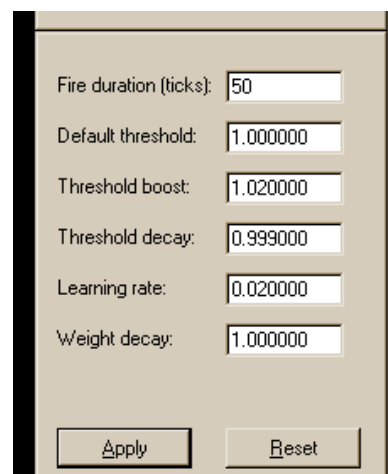 Fire duration (ticks): 50
Default threshold: 1.000000
Threshold boost: 1.020000
Threshold decay: 0.999000
Learning rate: 0.020000
Weight decay: 1.000000
Apply Reset